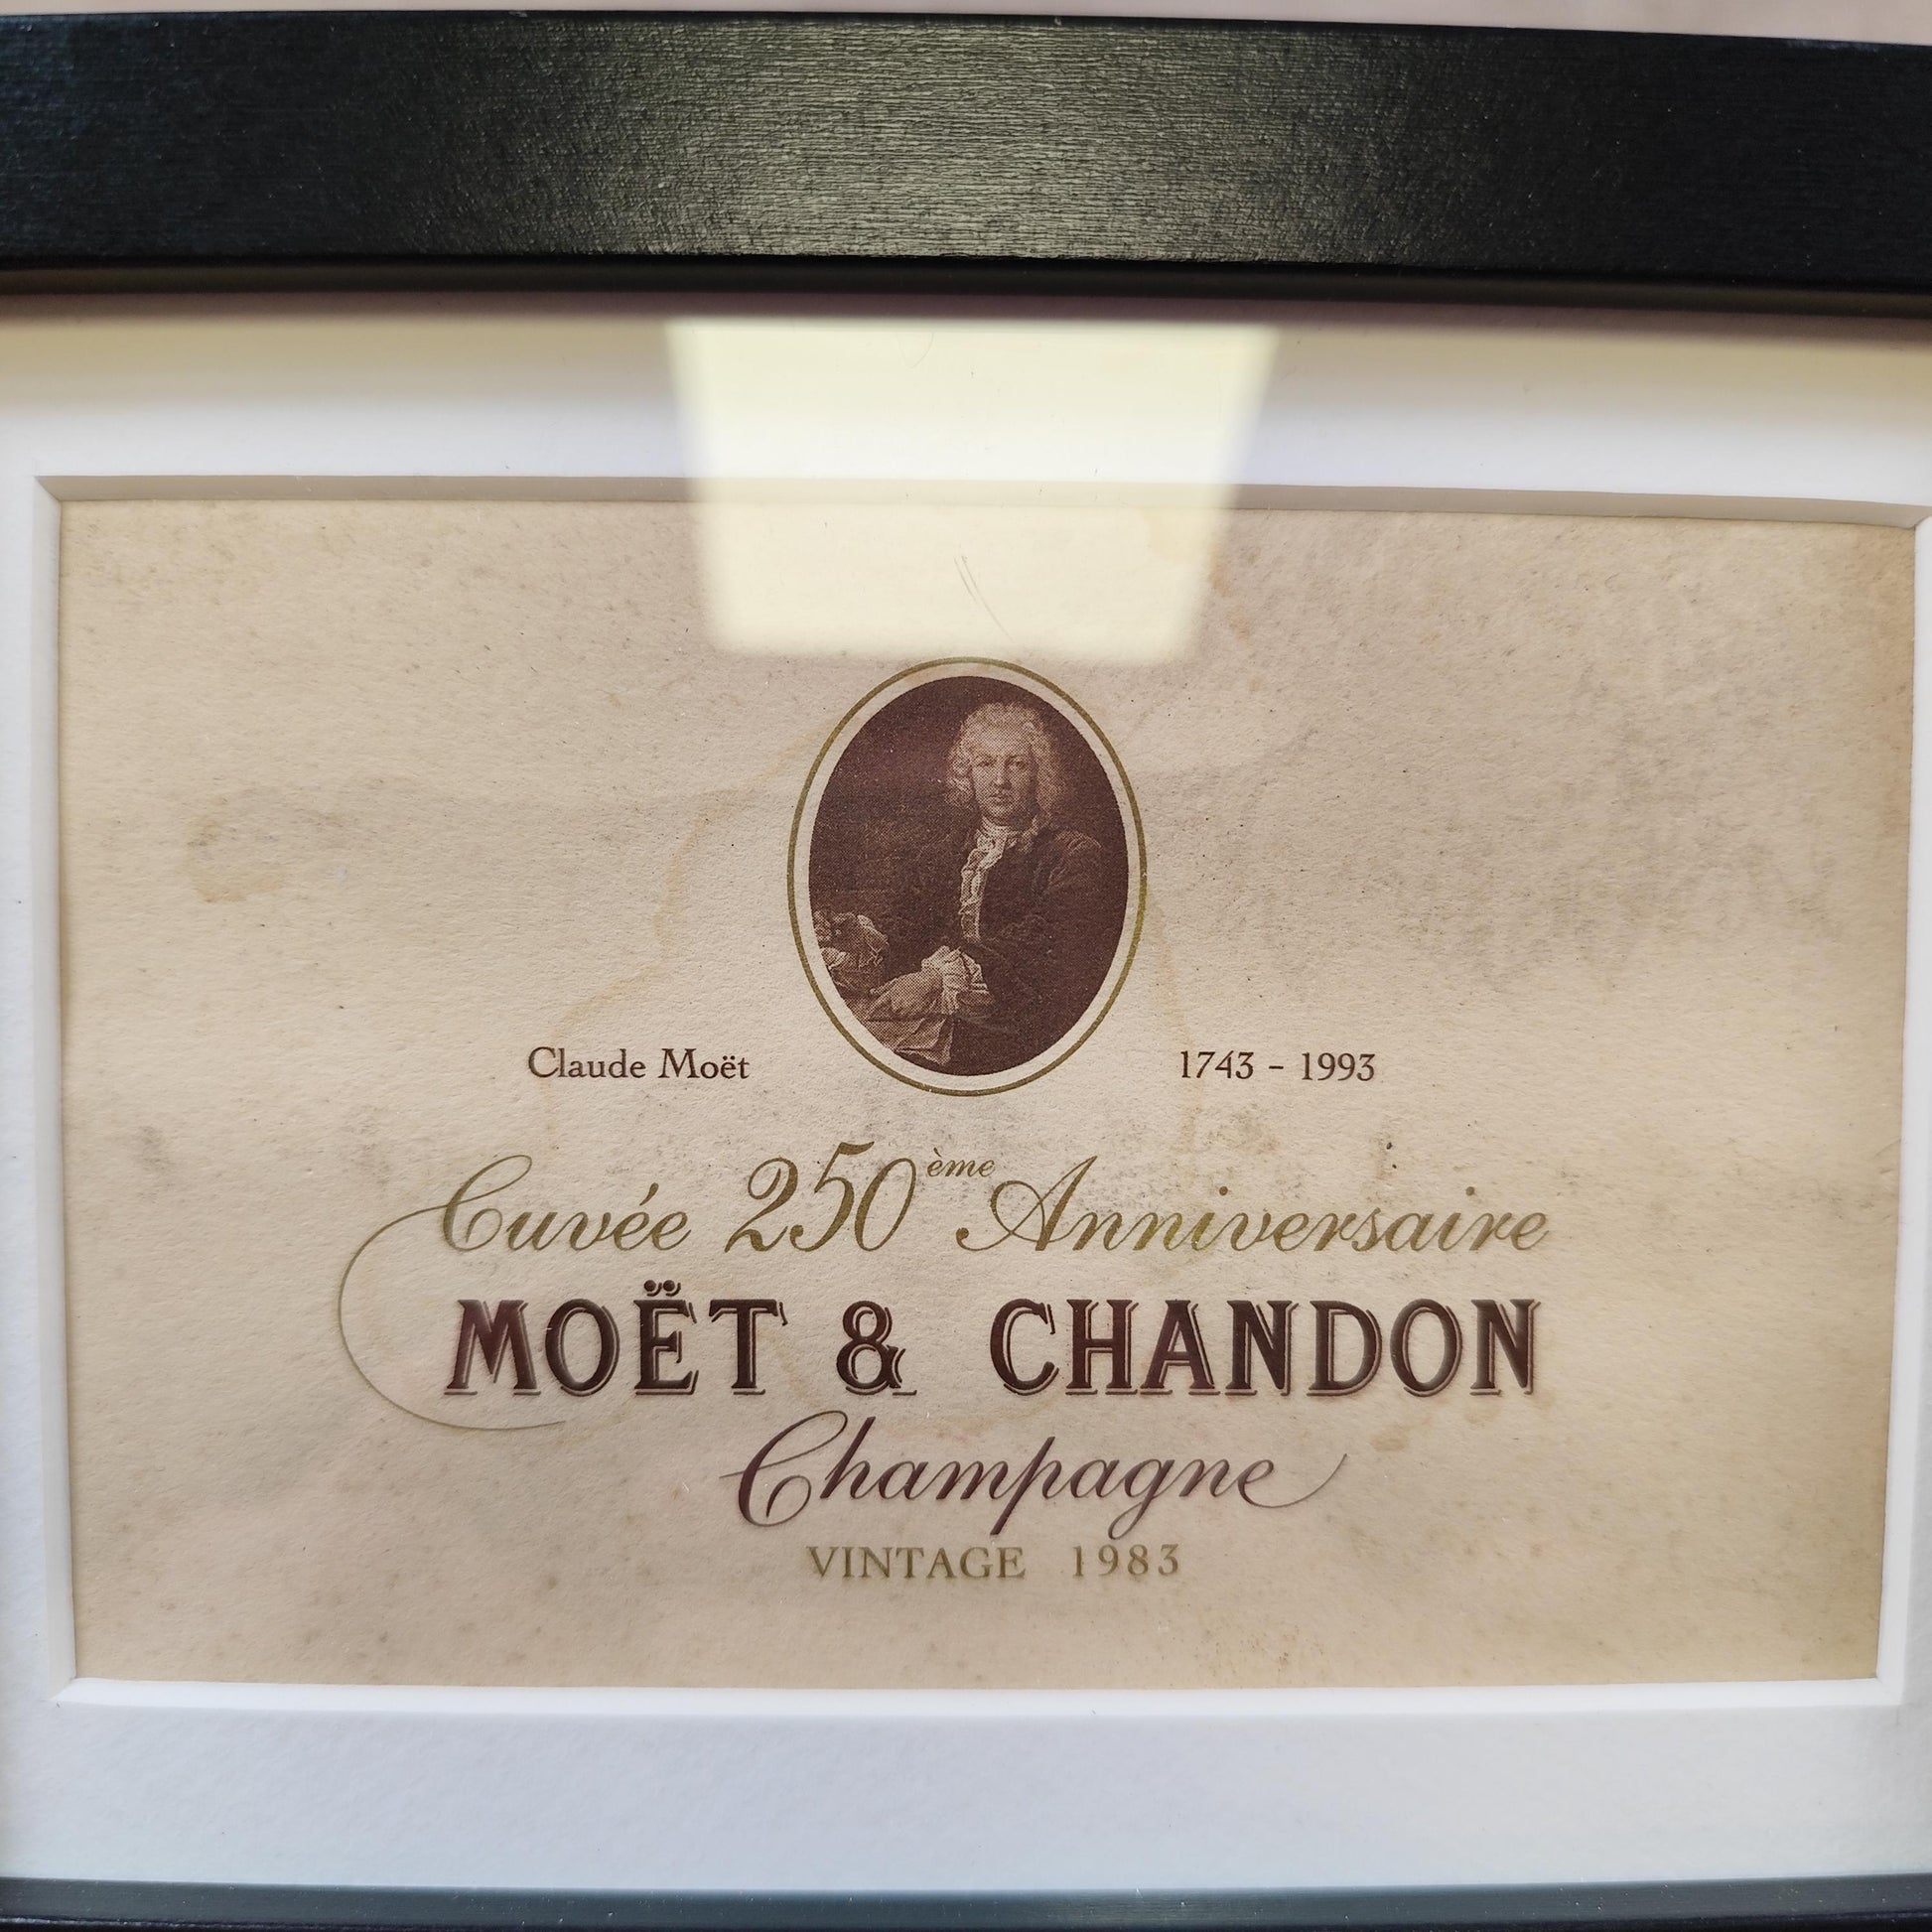 Claude Moët 1743 - 1993
Cuvée 250ème Anniversaire
MOËT & CHANDON
Champagne
VINTAGE 1983